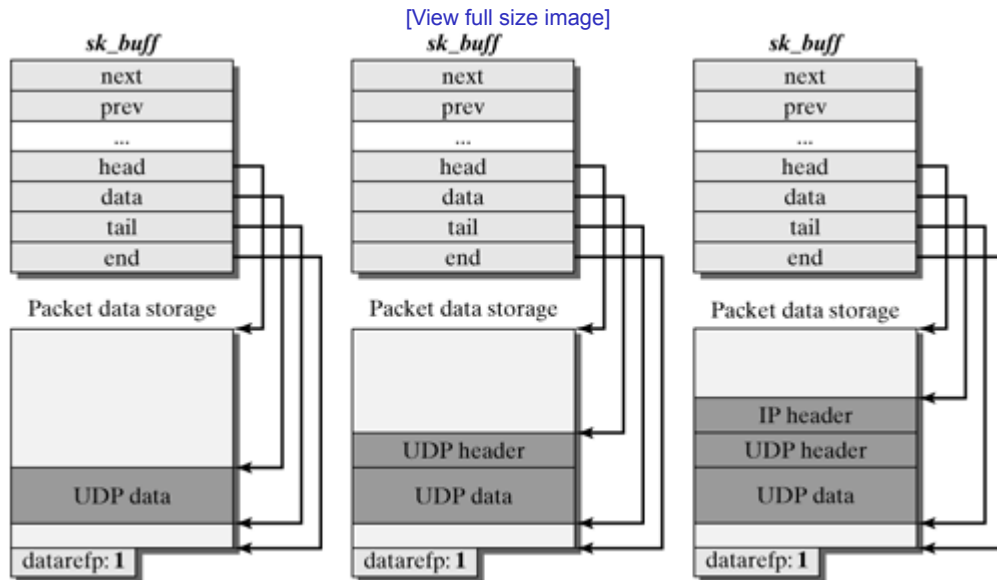 [View full size image]
sk_buff sk_buff sk_buff
next next next
prev prev prev
... ... ...
head head head
data data data
tail tail tail
end end end
Packet data storage Packet data storage Packet data storage
IP header
UDP header UDP header
UDP data UDP data UDP data
datarefp: 1 datarefp: 1 datarefp: 1